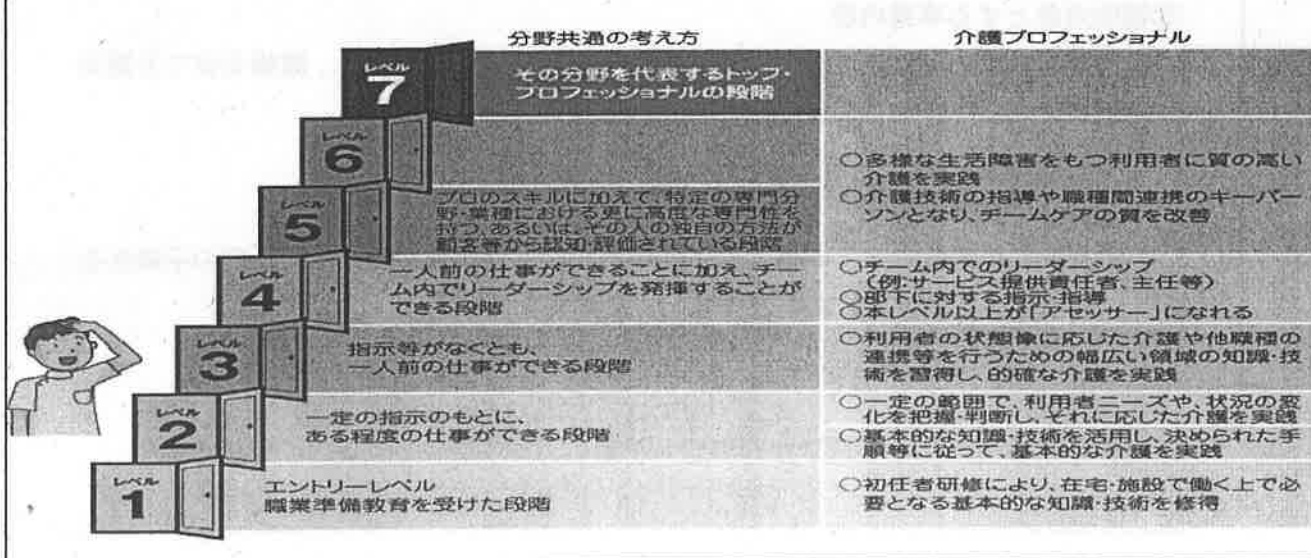 分野共通の考え方
介護プロフェッショナル
レベル
7
その分野を代表するトップ・
プロフェッショナルの段階
レベル
6
レベル
5
プロのスキルに加えて、特定の専門分
野・業種における更に高度な専門性を
持つ、あるいは、その人の独自の方法が
顧客等から認知・評価されている段階
○多様な生活障害をもつ利用者に質の高い
介護を実践
○介護技術の指導や職種間連携のキーパー
ソンとなり、チームケアの質を改善
レベル
4
一人前の仕事ができることに加え、チー
ム内でリーダーシップを発揮することが
できる段階
○チーム内でのリーダーシップ
(例:サービス提供責任者、主任等)
○部下に対する指示・指導
○本レベル以上が「アセッサー」になれる
レベル
3
指示等がなくとも、
一人前の仕事ができる段階
○利用者の状態像に応じた介護や他職種の
連携等を行うための幅広い領域の知識・技
術を習得し、的確な介護を実践
レベル
2
一定の指示のもとに、
ある程度の仕事ができる段階
○一定の範囲で、利用者ニーズや、状況の変
化を把握・判断し、それに応じた介護を実践
○基本的な知識・技術を活用し、決められた手
順等に従って、基本的な介護を実践
レベル
1
エントリーレベル
職業準備教育を受けた段階
○初任者研修により、在宅・施設で働く上で必
要となる基本的な知識・技術を修得